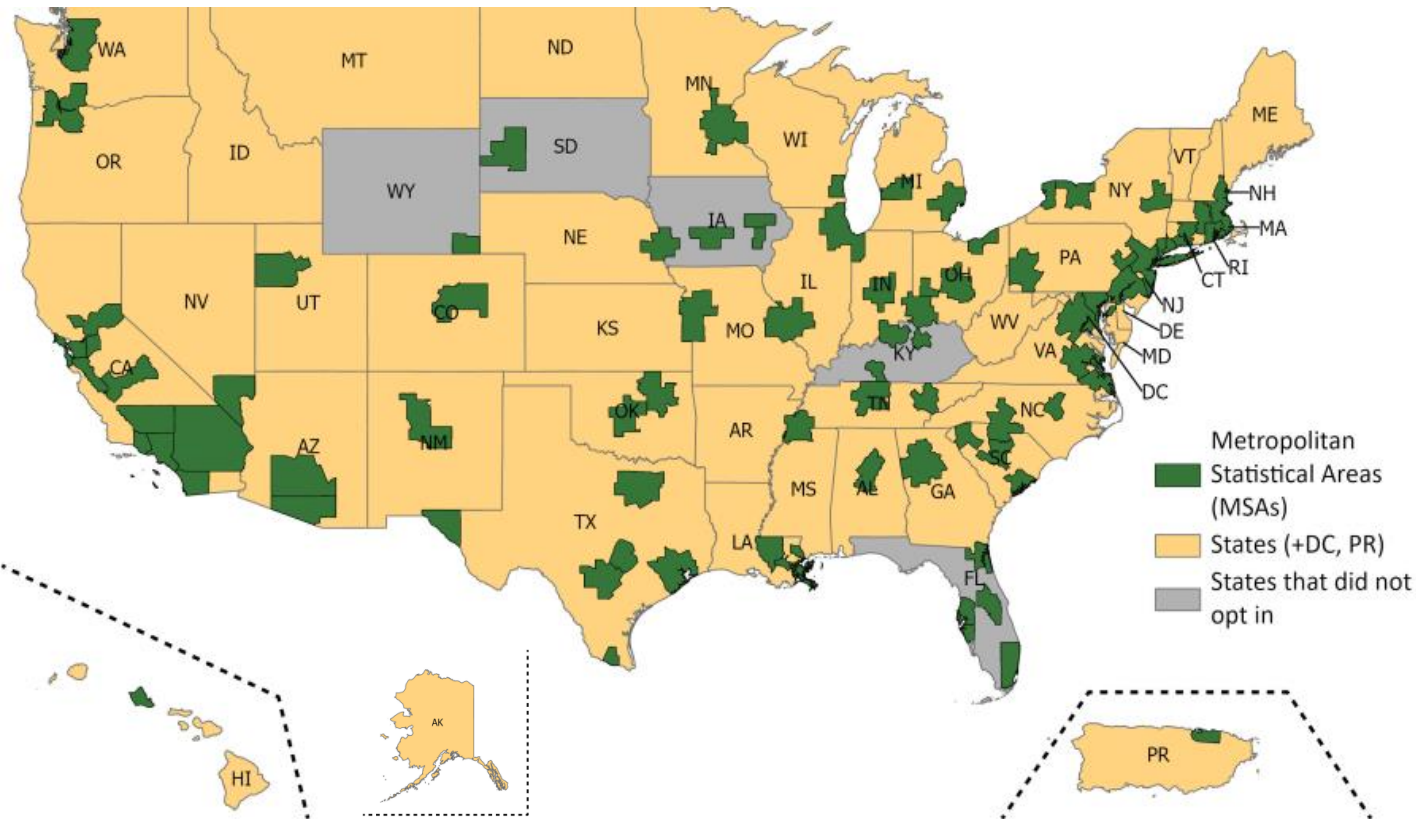 WA
MT
ND
MN
ME
OR
ID
SD
WI
MI
VT
NY
NH
WY
IA
MA
NE
PA
RI
CT
NV
UT
IL
IN
OH
NJ
CO
KS
MO
WV
DE
KY
VA
MD
CA
DC
OK
TN
NC
AZ
NM
AR
SC
MS
AL
GA
TX
LA
FL
Metropolitan
Statistical Areas
(MSAs)
States (+DC, PR)
States that did not
opt in
HI
AK
PR